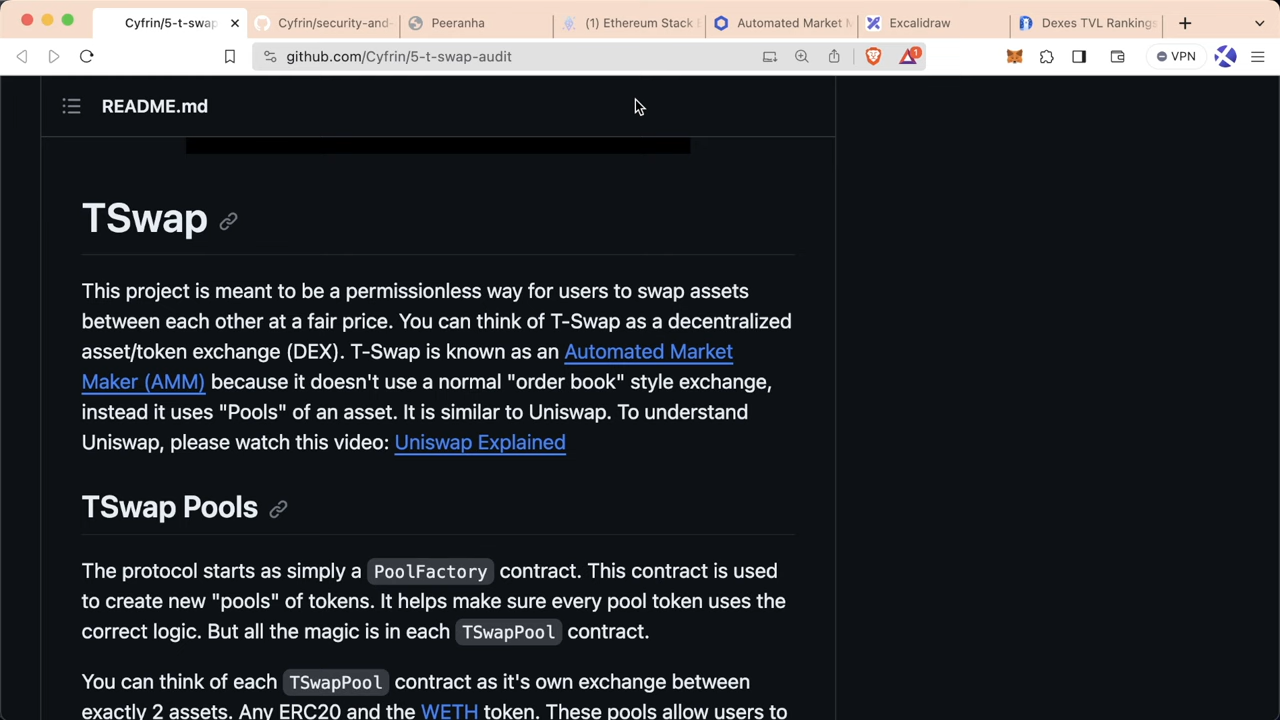 Cyfrin/5-t-swap
Cyfrin/security-and-
Peeranha
(1) Ethereum Stack
Automated Market M
Excalidraw
Dexes TVL Rankings
github.com/Cyfrin/5-t-swap-audit
1
VPN
README.md
TSwap
This project is meant to be a permissionless way for users to swap assets
between each other at a fair price. You can think of T-Swap as a decentralized
asset/token exchange (DEX). T-Swap is known as an Automated Market
Maker (AMM) because it doesn't use a normal "order book" style exchange,
instead it uses "Pools" of an asset. It is similar to Uniswap. To understand
Uniswap, please watch this video: Uniswap Explained
TSwap Pools
The protocol starts as simply a PoolFactory contract. This contract is used
to create new "pools" of tokens. It helps make sure every pool token uses the
correct logic. But all the magic is in each TSwapPool contract.
You can think of each TSwapPool contract as it's own exchange between
exactly 2 assets. Any ERC20 and the WETH token. These pools allow users to